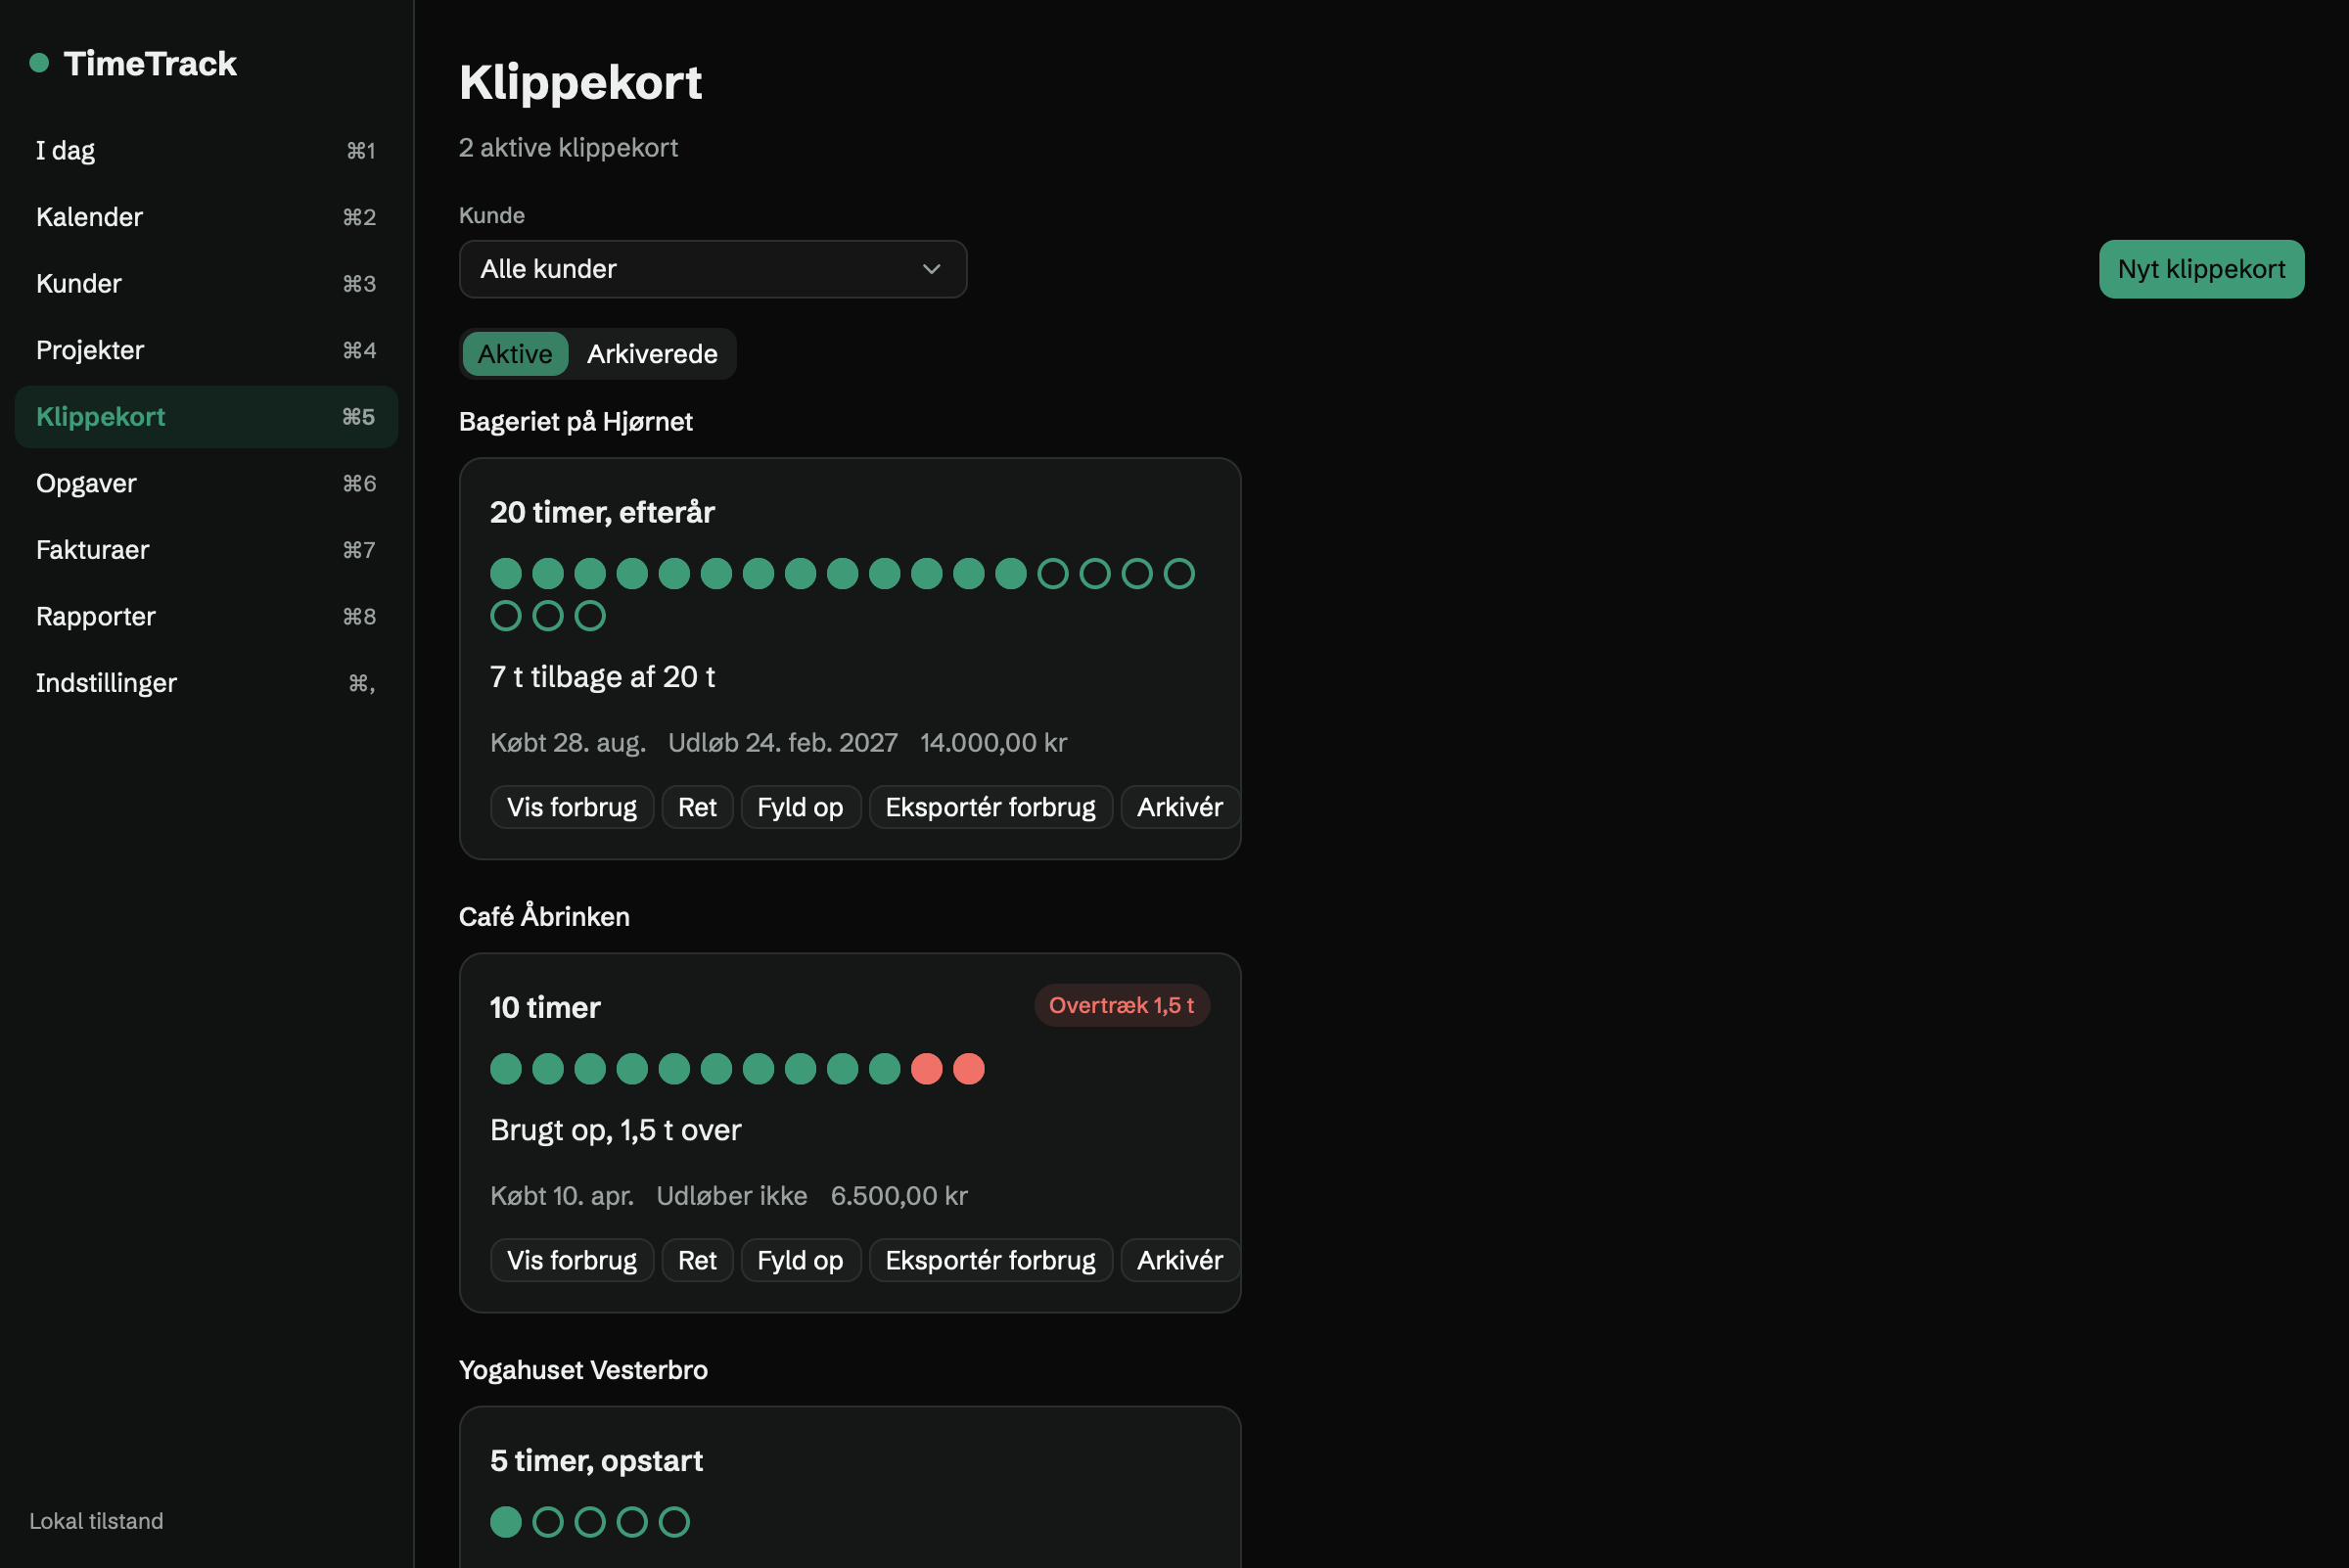 TimeTrack
I dag ⌘1
Kalender ⌘2
Kunder ⌘3
Projekter ⌘4
Klippekort ⌘5
Opgaver ⌘6
Fakturaer ⌘7
Rapporter ⌘8
Indstillinger ⌘,
Lokal tilstand
Klippekort
2 aktive klippekort
Kunde
Alle kunder
Nyt klippekort
Aktive Arkiverede
Bageriet på Hjørnet
20 timer, efterår
7 t tilbage af 20 t
Købt 28. aug. Udløb 24. feb. 2027 14.000,00 kr
Vis forbrug Ret Fyld op Eksportér forbrug Arkivér
Café Åbrinken
10 timer Overtræk 1,5 t
Brugt op, 1,5 t over
Købt 10. apr. Udløber ikke 6.500,00 kr
Vis forbrug Ret Fyld op Eksportér forbrug Arkivér
Yogahuset Vesterbro
5 timer, opstart